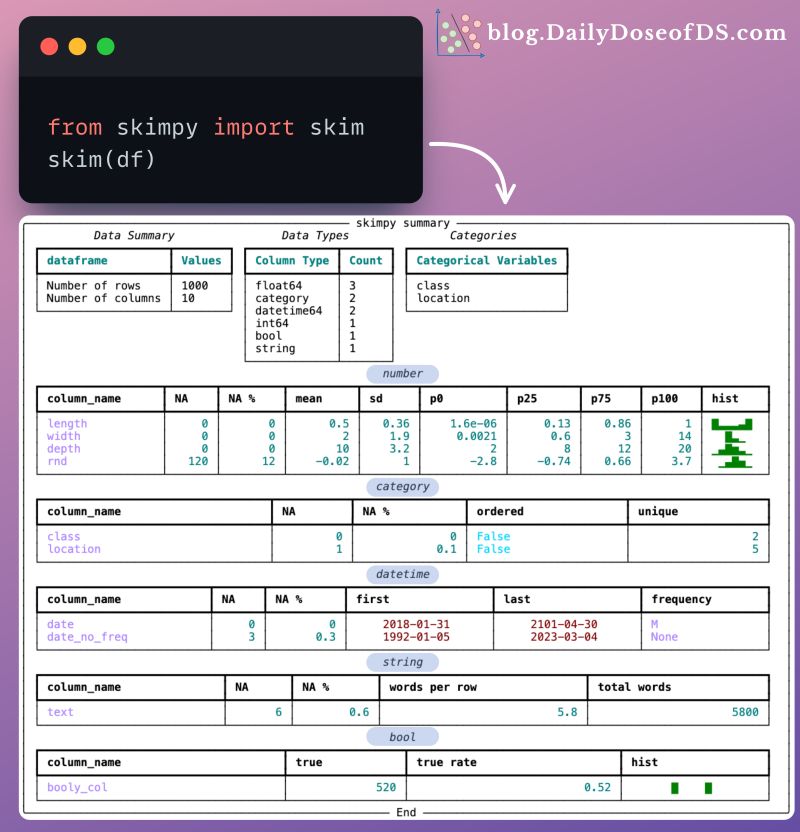 blog.DailyDoseofDS.com
from skimpy import skim
skim(df)
skimpy summary
Data Summary Data Types Categories
dataframe Values Column Type Count Categorical Variables
Number of rows 1000 float64 3 class
Number of columns 10 category 2 location
datetime64 2
int64 1
bool 1
string 1
number
column_name NA NA % mean sd p0 p25 p75 p100 hist
length 0 0 0.5 0.36 1.6e-06 0.13 0.86 1
width 0 0 2 1.9 0.0021 0.6 3 14
depth 0 0 10 3.2 2 8 12 20
rnd 120 12 −0.02 1 −2.8 −0.74 0.66 3.7
category
column_name NA NA % ordered unique
class 0 0 False 2
location 1 0.1 False 5
datetime
column_name NA NA % first last frequency
date 0 0 2018−01−31 2101−04−30 M
date_no_freq 3 0.3 1992−01−05 2023−03−04 None
string
column_name NA NA % words per row total words
text 6 0.6 5.8 5800
bool
column_name true true rate hist
booly_col 520 0.52
End